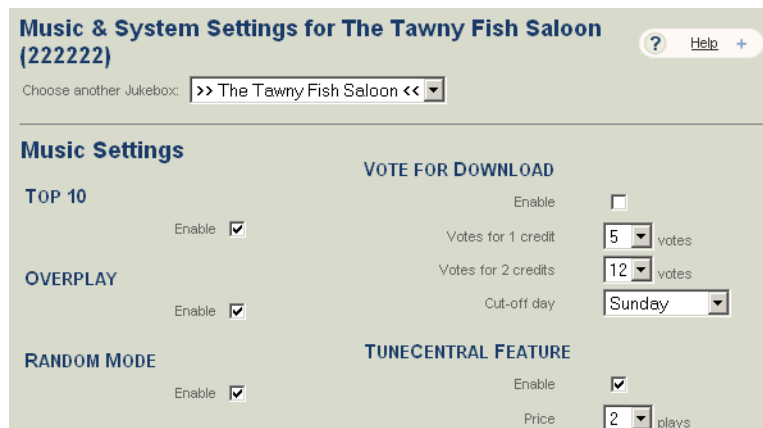 Music & System Settings for The Tawny Fish Saloon
(222222)
? Help +
Choose another Jukebox: >> The Tawny Fish Saloon <<
Music Settings
TOP 10
Enable
OVERPLAY
Enable
RANDOM MODE
Enable
VOTE FOR DOWNLOAD
Enable
Votes for 1 credit 5 votes
Votes for 2 credits 12 votes
Cut-off day Sunday
TUNECENTRAL FEATURE
Enable
Price 2 plays